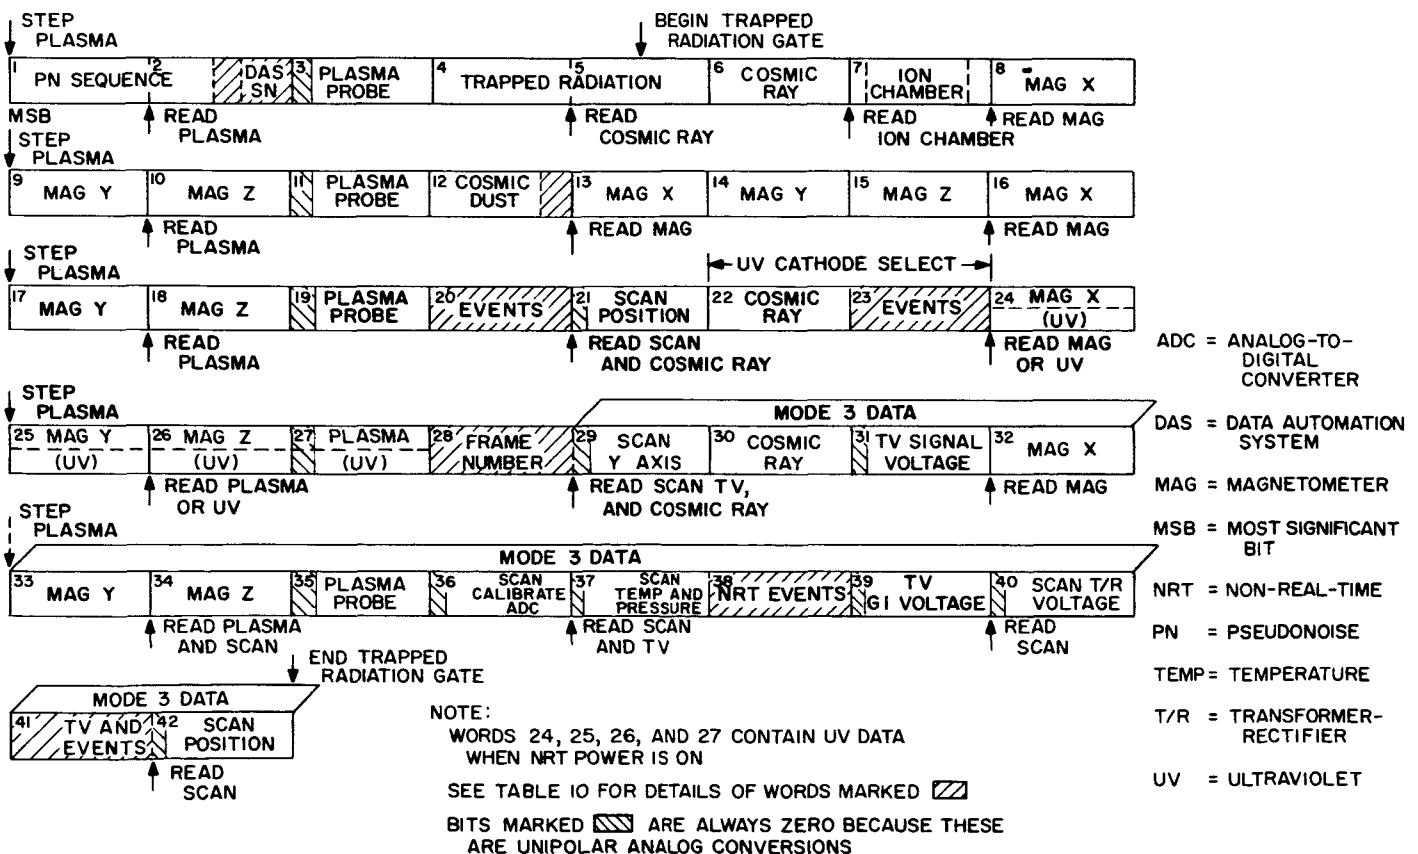 STEP PLASMA
BEGIN TRAPPED RADIATION GATE
1 PN SEQUENCE 2 DAS SN 3 PLASMA PROBE 4 TRAPPED RADIATION 5 6 COSMIC RAY 7 ION CHAMBER 8 MAG X
MSB
READ PLASMA
READ COSMIC RAY
READ ION CHAMBER
READ MAG
STEP PLASMA
9 MAG Y 10 MAG Z 11 PLASMA PROBE 12 COSMIC DUST 13 MAG X 14 MAG Y 15 MAG Z 16 MAG X
READ PLASMA
READ MAG
READ MAG
STEP PLASMA
UV CATHODE SELECT
17 MAG Y 18 MAG Z 19 PLASMA PROBE 20 EVENTS 21 SCAN POSITION 22 COSMIC RAY 23 EVENTS 24 MAG X (UV)
READ PLASMA
READ SCAN AND COSMIC RAY
READ MAG OR UV
STEP PLASMA
MODE 3 DATA
25 MAG Y (UV) 26 MAG Z (UV) 27 PLASMA (UV) 28 FRAME NUMBER 29 SCAN Y AXIS 30 COSMIC RAY 31 TV SIGNAL VOLTAGE 32 MAG X
READ PLASMA OR UV
READ SCAN TV, AND COSMIC RAY
READ MAG
STEP PLASMA
MODE 3 DATA
33 MAG Y 34 MAG Z 35 PLASMA PROBE 36 SCAN CALIBRATE ADC 37 SCAN TEMP AND PRESSURE 38 NRT EVENTS 39 TV G1 VOLTAGE 40 SCAN T/R VOLTAGE
READ PLASMA AND SCAN
READ SCAN AND TV
READ SCAN
END TRAPPED RADIATION GATE
MODE 3 DATA
41 TV AND EVENTS 42 SCAN POSITION
READ SCAN
NOTE:
WORDS 24, 25, 26, AND 27 CONTAIN UV DATA
WHEN NRT POWER IS ON
SEE TABLE 10 FOR DETAILS OF WORDS MARKED
BITS MARKED ARE ALWAYS ZERO BECAUSE THESE
ARE UNIPOLAR ANALOG CONVERSIONS
ADC = ANALOG-TO-
DIGITAL
CONVERTER
DAS = DATA AUTOMATION
SYSTEM
MAG = MAGNETOMETER
MSB = MOST SIGNIFICANT
BIT
NRT = NON-REAL-TIME
PN = PSEUDONOISE
TEMP = TEMPERATURE
T/R = TRANSFORMER-
RECTIFIER
UV = ULTRAVIOLET